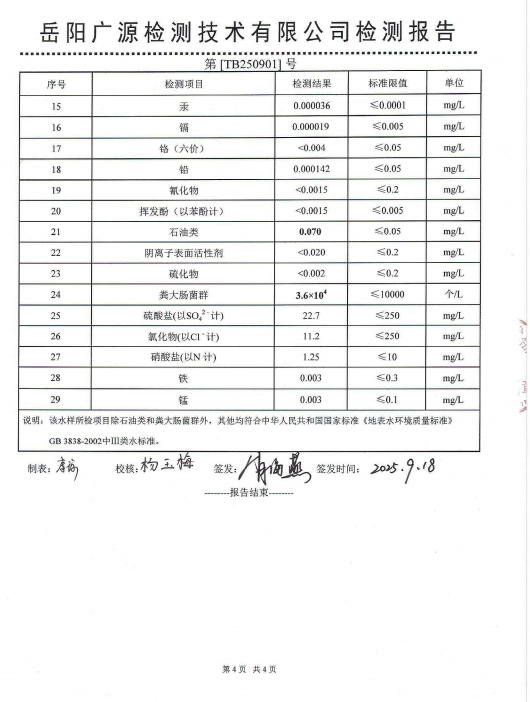 岳阳广源检测技术有限公司检测报告
第 [TB250901] 号
序号 检测项目 检测结果 标准限值 单位
15 汞 0.000036 ≤0.0001 mg/L
16 镉 0.000019 ≤0.005 mg/L
17 铬（六价） <0.004 ≤0.05 mg/L
18 铅 0.000142 ≤0.05 mg/L
19 氰化物 <0.0015 ≤0.2 mg/L
20 挥发酚（以苯酚计） <0.0015 ≤0.005 mg/L
21 石油类 0.070 ≤0.05 mg/L
22 阴离子表面活性剂 <0.020 ≤0.2 mg/L
23 硫化物 <0.002 ≤0.2 mg/L
24 粪大肠菌群 3.6×10⁴ ≤10000 个/L
25 硫酸盐(以SO₄²⁻计) 22.7 ≤250 mg/L
26 氯化物(以Cl⁻计) 11.2 ≤250 mg/L
27 硝酸盐(以N 计) 1.25 ≤10 mg/L
28 铁 0.003 ≤0.3 mg/L
29 锰 0.003 ≤0.1 mg/L
说明：该水样所检项目除石油类和粪大肠菌群外，其他均符合中华人民共和国国家标准《地表水环境质量标准》
GB 3838-2002中III类水标准。
制表： 校核：杨玉梅 签发： 签发时间： 2025.9.18
--------报告结束--------
第 4 页 共 4 页